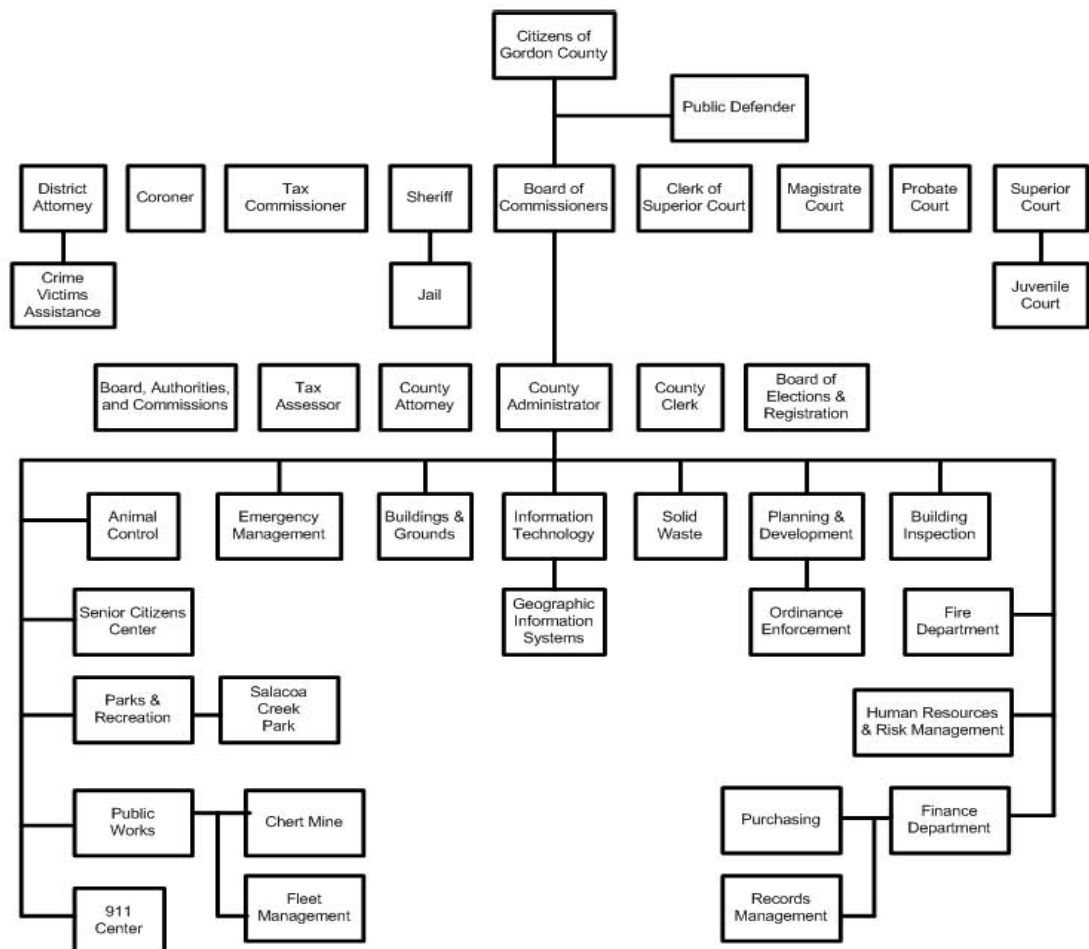 Citizens of
Gordon County
Public Defender
District
Attorney
Coroner
Tax
Commissioner
Sheriff
Board of
Commissioners
Clerk of
Superior Court
Magistrate
Court
Probate
Court
Superior
Court
Crime
Victims
Assistance
Jail
Juvenile
Court
Board, Authorities,
and Commissions
Tax
Assessor
County
Attorney
County
Administrator
County
Clerk
Board of
Elections &
Registration
Animal
Control
Emergency
Management
Buildings &
Grounds
Information
Technology
Solid
Waste
Planning &
Development
Building
Inspection
Senior Citizens
Center
Geographic
Information
Systems
Ordinance
Enforcement
Fire
Department
Parks &
Recreation
Salacoa
Creek
Park
Human Resources
& Risk Management
Public
Works
Chert Mine
Purchasing
Finance
Department
911
Center
Fleet
Management
Records
Management